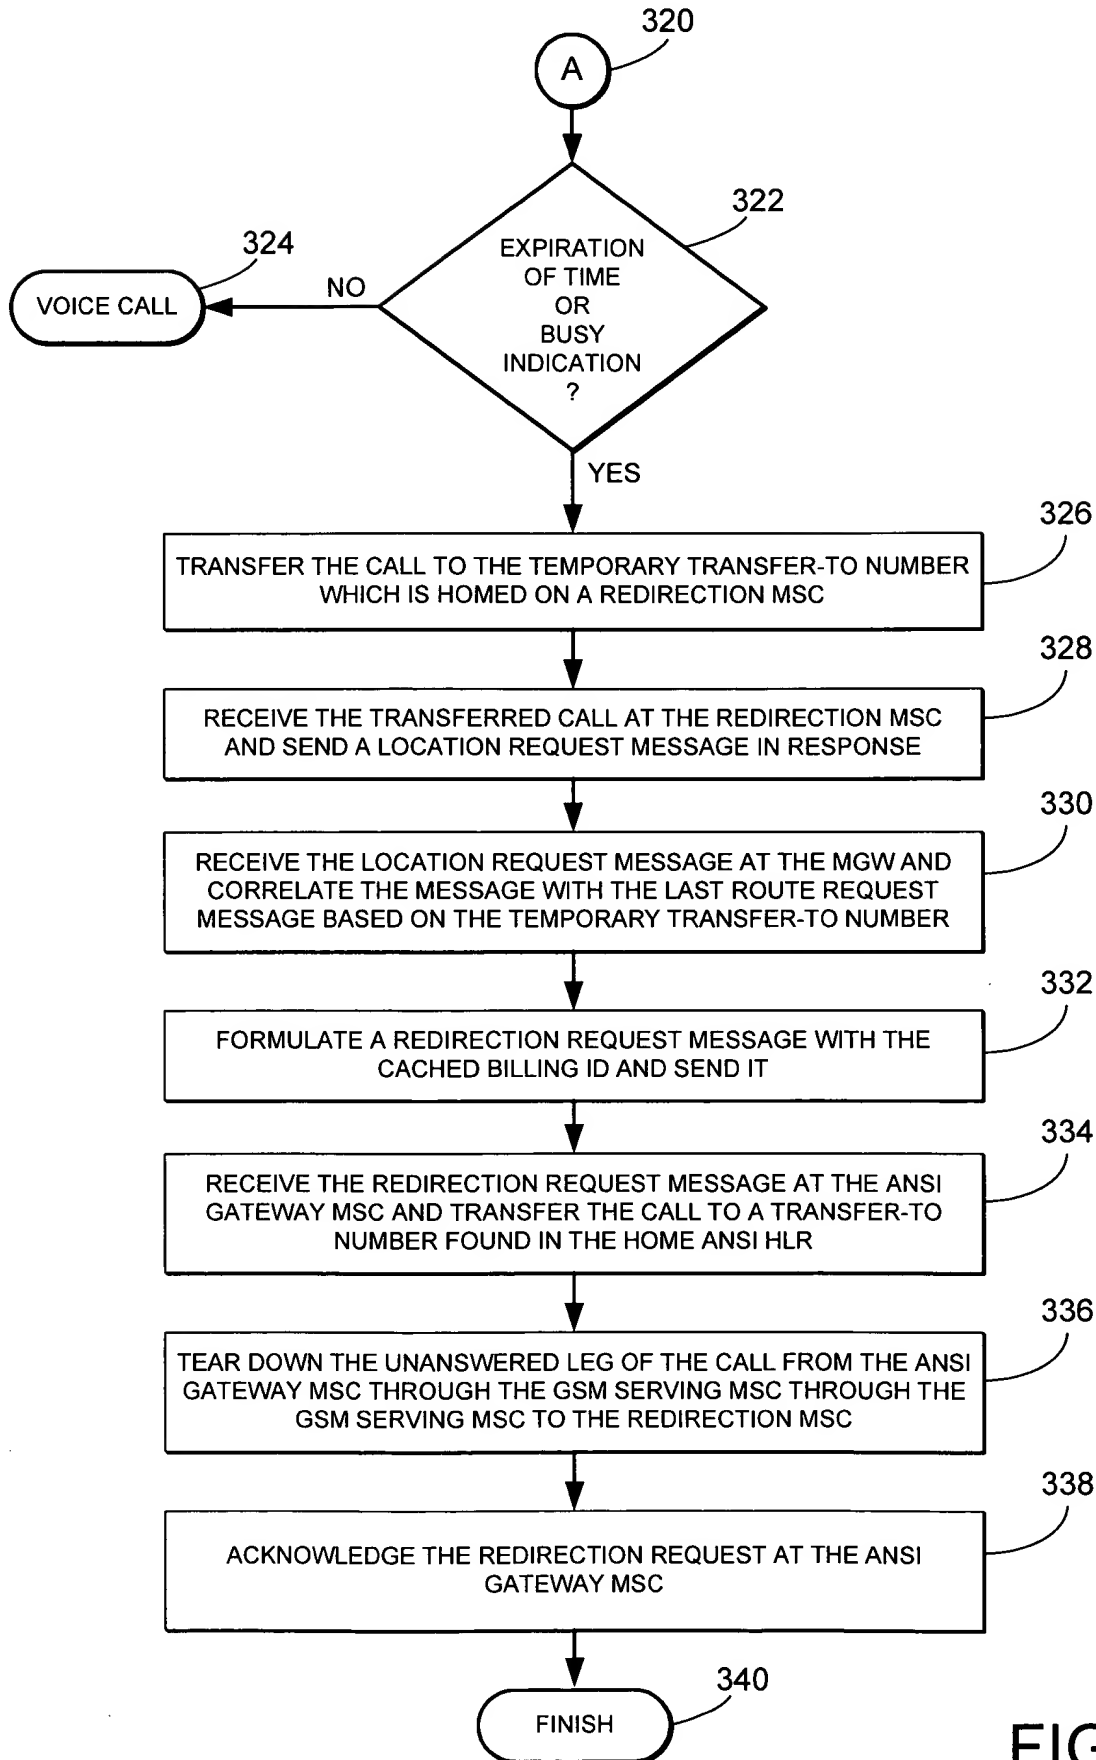 320
A
322
EXPIRATION
OF TIME
OR
BUSY
INDICATION
?
324
VOICE CALL
NO
YES
326
TRANSFER THE CALL TO THE TEMPORARY TRANSFER-TO NUMBER
WHICH IS HOMED ON A REDIRECTION MSC
328
RECEIVE THE TRANSFERRED CALL AT THE REDIRECTION MSC
AND SEND A LOCATION REQUEST MESSAGE IN RESPONSE
330
RECEIVE THE LOCATION REQUEST MESSAGE AT THE MGW AND
CORRELATE THE MESSAGE WITH THE LAST ROUTE REQUEST
MESSAGE BASED ON THE TEMPORARY TRANSFER-TO NUMBER
332
FORMULATE A REDIRECTION REQUEST MESSAGE WITH THE
CACHED BILLING ID AND SEND IT
334
RECEIVE THE REDIRECTION REQUEST MESSAGE AT THE ANSI
GATEWAY MSC AND TRANSFER THE CALL TO A TRANSFER-TO
NUMBER FOUND IN THE HOME ANSI HLR
336
TEAR DOWN THE UNANSWERED LEG OF THE CALL FROM THE ANSI
GATEWAY MSC THROUGH THE GSM SERVING MSC THROUGH THE
GSM SERVING MSC TO THE REDIRECTION MSC
338
ACKNOWLEDGE THE REDIRECTION REQUEST AT THE ANSI
GATEWAY MSC
340
FINISH
FIG